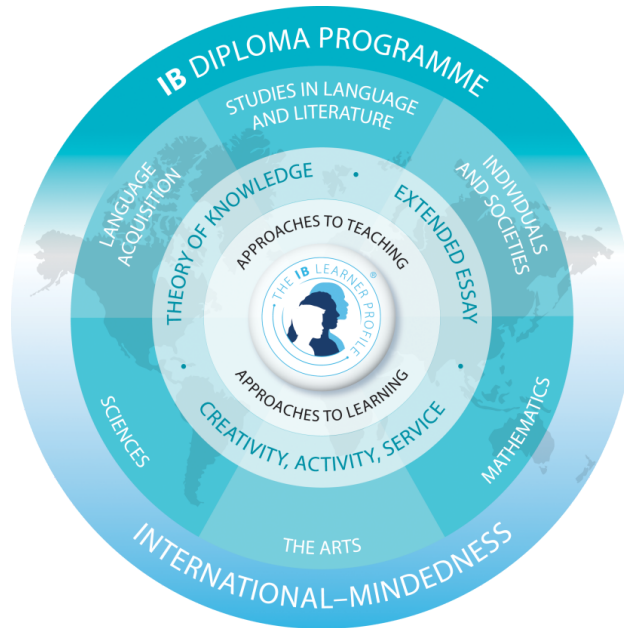 IB DIPLOMA PROGRAMME
STUDIES IN LANGUAGE
AND LITERATURE
LANGUAGE
ACQUISITION
INDIVIDUALS
AND SOCIETIES
THEORY OF KNOWLEDGE
•
EXTENDED ESSAY
•
APPROACHES TO TEACHING
THE IB LEARNER PROFILE
®
APPROACHES TO LEARNING
•
CREATIVITY, ACTIVITY, SERVICE
SCIENCES
MATHEMATICS
THE ARTS
INTERNATIONAL–MINDEDNESS